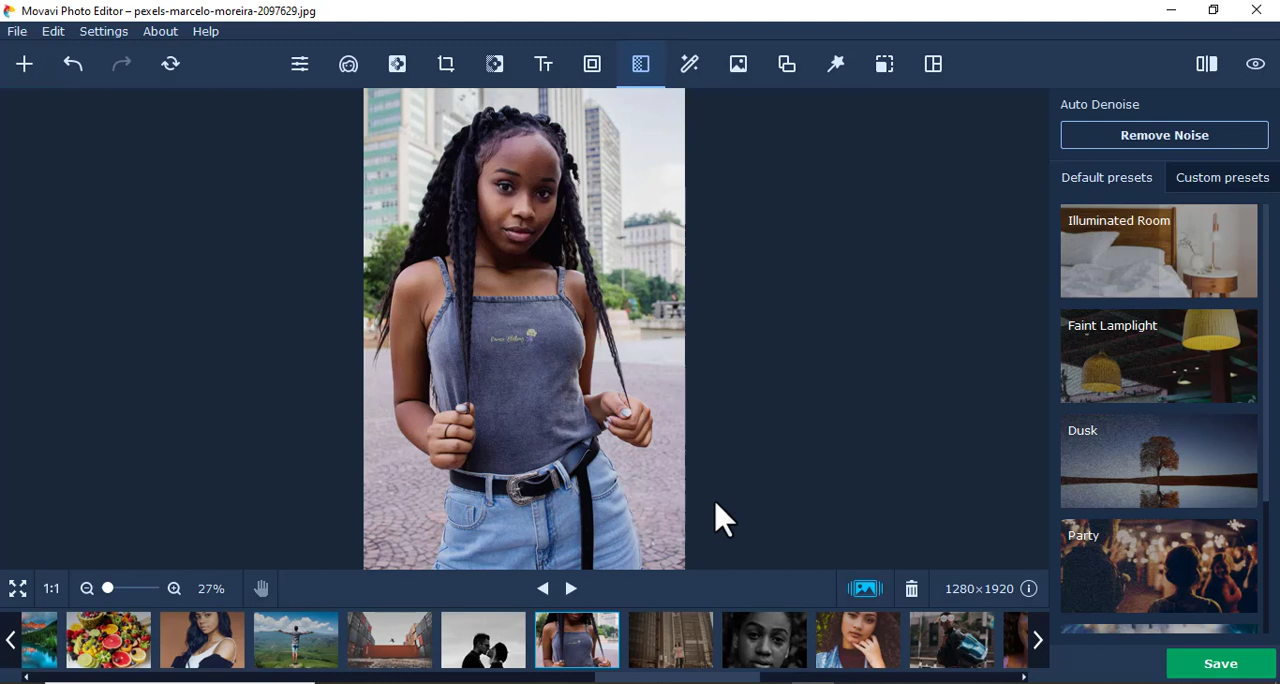 Movavi Photo Editor – pexels-marcelo-moreira-2097629.jpg
File Edit Settings About Help
Auto Denoise
Remove Noise
Default presets Custom presets
Illuminated Room
Faint Lamplight
Dusk
Party
1:1 27% 1280×1920
Save